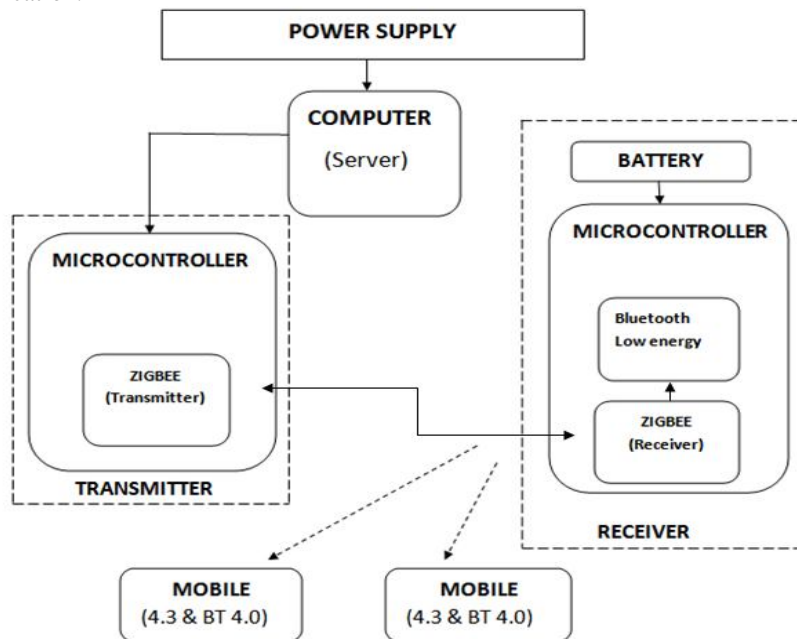 POWER SUPPLY
COMPUTER
(Server)
BATTERY
MICROCONTROLLER
MICROCONTROLLER
Bluetooth
Low energy
ZIGBEE
(Transmitter)
ZIGBEE
(Receiver)
TRANSMITTER
RECEIVER
MOBILE
(4.3 & BT 4.0)
MOBILE
(4.3 & BT 4.0)